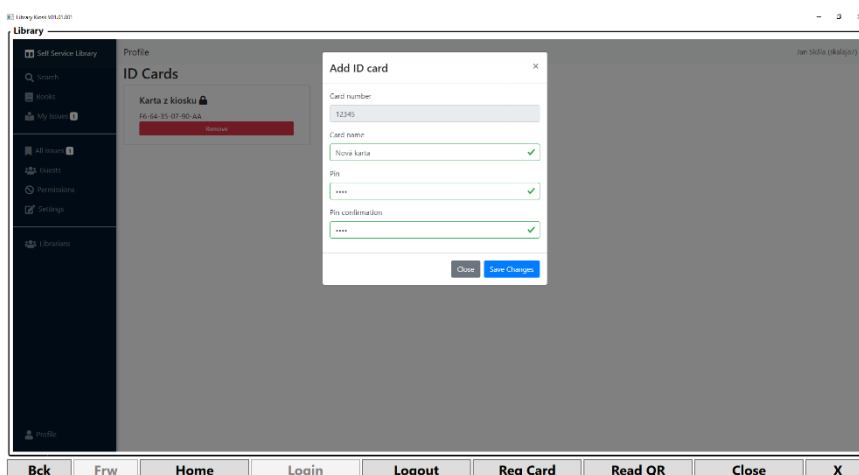 Library Kiosk V01.01.001
Library
Self Service Library
Search
Books
My Issues 1
All Issues 1
Guests
Permissions
Settings
Librarians
Profile
Profile
ID Cards
Karta z kiosku
F6-64-35-07-90-AA
Remove
Add ID card
×
Card number
12345
Card name
Nová karta
Pin
••••
Pin confirmation
••••
Close
Save Changes
Bck
Frw
Home
Login
Logout
Reg Card
Read QR
Close
X